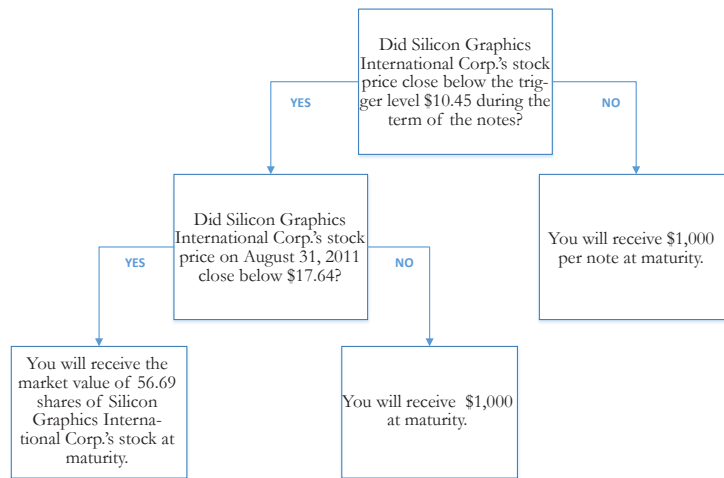 Did Silicon Graphics
International Corp.'s stock
price close below the trig-
ger level $10.45 during the
term of the notes?
YES
NO
Did Silicon Graphics
International Corp.'s stock
price on August 31, 2011
close below $17.64?
You will receive $1,000
per note at maturity.
YES
NO
You will receive the
market value of 56.69
shares of Silicon
Graphics Interna-
tional Corp.'s stock at
maturity.
You will receive $1,000
at maturity.